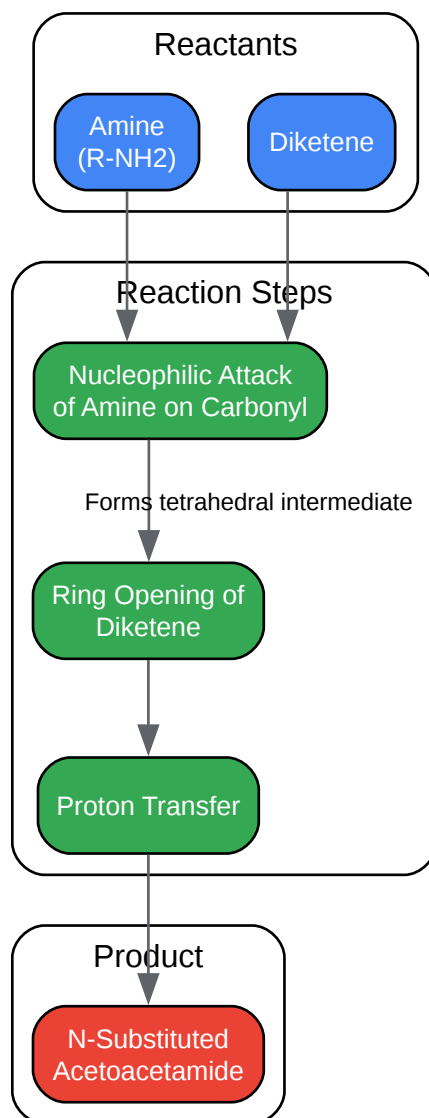 Reactants
Amine
(R-NH2)
Diketene
Reaction Steps
Nucleophilic Attack
of Amine on Carbonyl
Forms tetrahedral intermediate
Ring Opening of
Diketene
Proton Transfer
Product
N-Substituted
Acetoacetamide